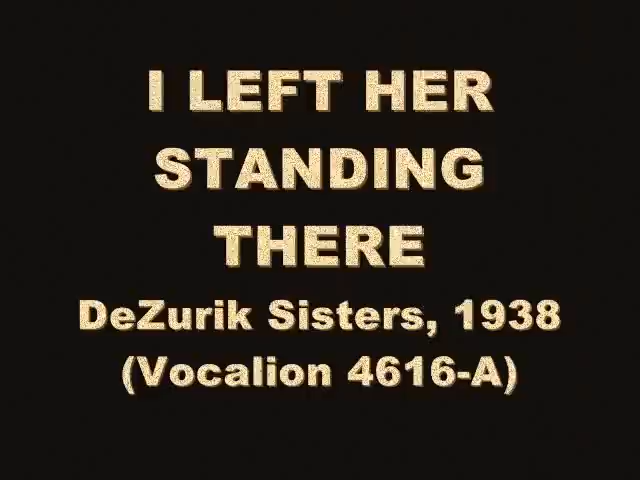 I LEFT HER
STANDING
THERE
DeZurik Sisters, 1938
(Vocalion 4616-A)